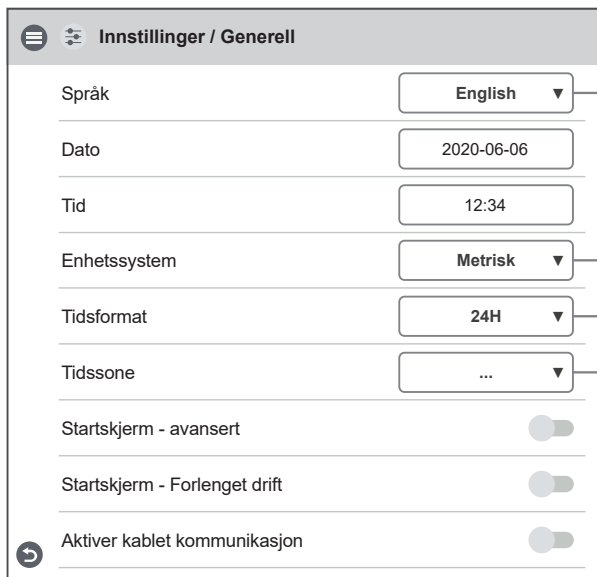 Innstillinger / Generell
Språk English ▼
Dato 2020-06-06
Tid 12:34
Enhetssystem Metrisk ▼
Tidsformat 24H ▼
Tidssone ... ▼
Startskjerm - avansert
Startskjerm - Forlenget drift
Aktiver kablet kommunikasjon